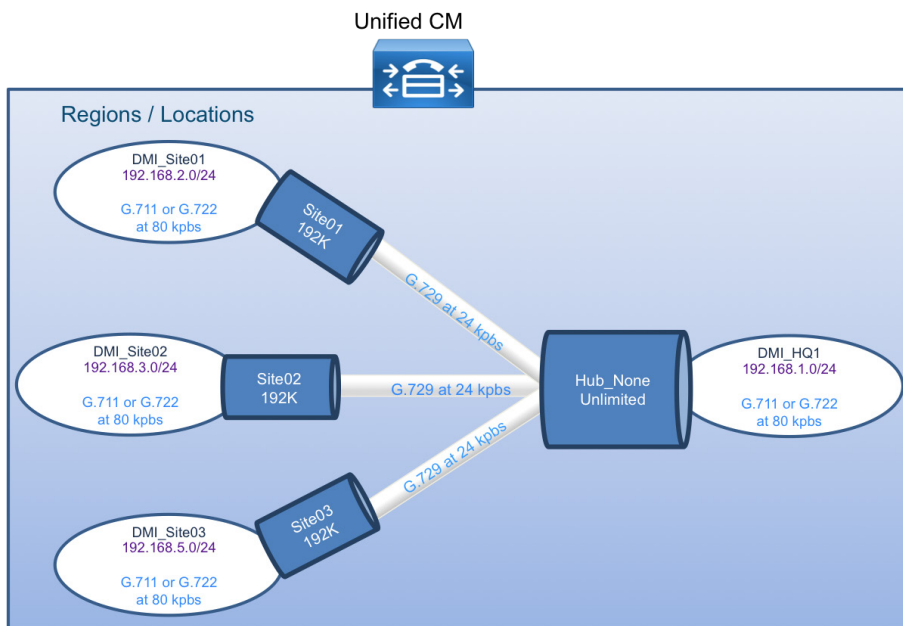 Unified CM
Regions / Locations
DMI_Site01
192.168.2.0/24
G.711 or G.722
at 80 kpbs
Site01
192K
G.729 at 24 kpbs
DMI_Site02
192.168.3.0/24
G.711 or G.722
at 80 kpbs
Site02
192K
G.729 at 24 kpbs
Hub_None
Unlimited
DMI_HQ1
192.168.1.0/24
G.711 or G.722
at 80 kpbs
DMI_Site03
192.168.5.0/24
G.711 or G.722
at 80 kpbs
Site03
192K
G.729 at 24 kpbs